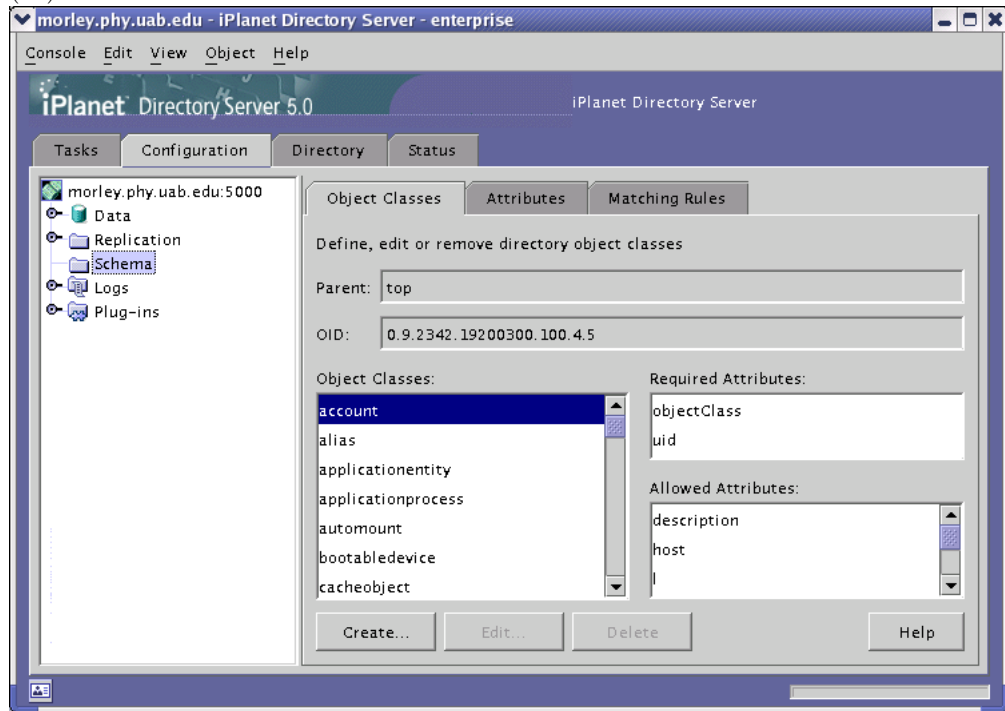 morley.phy.uab.edu - iPlanet Directory Server - enterprise
Console Edit View Object Help
iPlanet Directory Server 5.0
iPlanet Directory Server
Tasks Configuration Directory Status
morley.phy.uab.edu:5000
Data
Replication
Schema
Logs
Plug-ins
Object Classes Attributes Matching Rules
Define, edit or remove directory object classes
Parent: top
OID: 0.9.2342.19200300.100.4.5
Object Classes:
account
alias
applicationentity
applicationprocess
automount
bootabledevice
cacheobject
Required Attributes:
objectClass
uid
Allowed Attributes:
description
host
l
Create... Edit... Delete Help